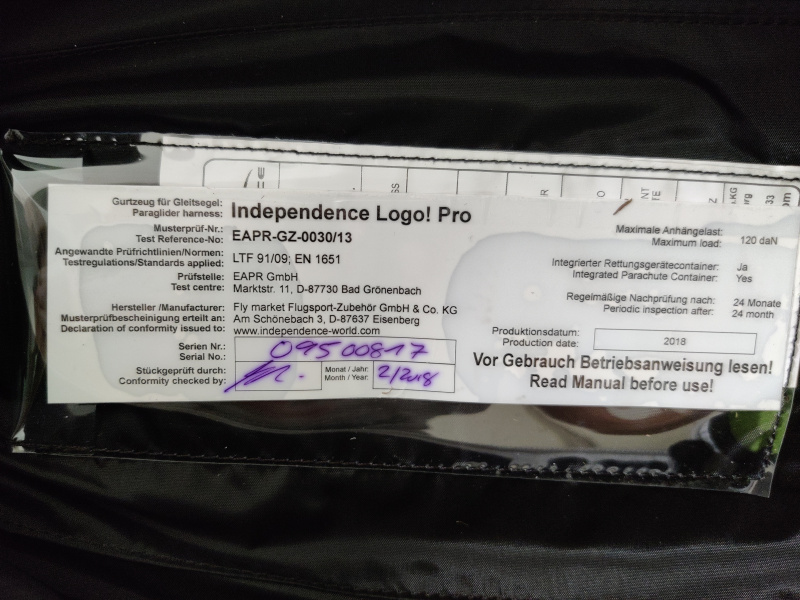 Gurtzeug für Gleitsegel:
Paraglider harness:
Independence Logo! Pro
Musterprüf-Nr.:
Test Reference-No:
EAPR-GZ-0030/13
Angewandte Prüfrichtlinien/Normen:
Testregulations/Standards applied:
LTF 91/09; EN 1651
Prüfstelle:
Test centre:
EAPR GmbH
Marktstr. 11, D-87730 Bad Grönenbach
Hersteller /Manufacturer:
Musterprüfbescheinigung erteilt an:
Declaration of conformity issued to:
Fly market Flugsport-Zubehör GmbH & Co. KG
Am Schönebach 3, D-87637 Eisenberg
www.independence-world.com
Serien Nr.:
Serial No.:
09500817
Stückgeprüft durch:
Conformity checked by:
Monat / Jahr:
Month / Year:
2/2018
Maximale Anhängelast:
Maximum load:
120 daN
Integrierter Rettungsgerätecontainer:
Integrated Parachute Container:
Ja
Yes
Regelmäßige Nachprüfung nach:
Periodic inspection after:
24 Monate
24 month
Produktionsdatum:
Production date:
2018
Vor Gebrauch Betriebsanweisung lesen!
Read Manual before use!